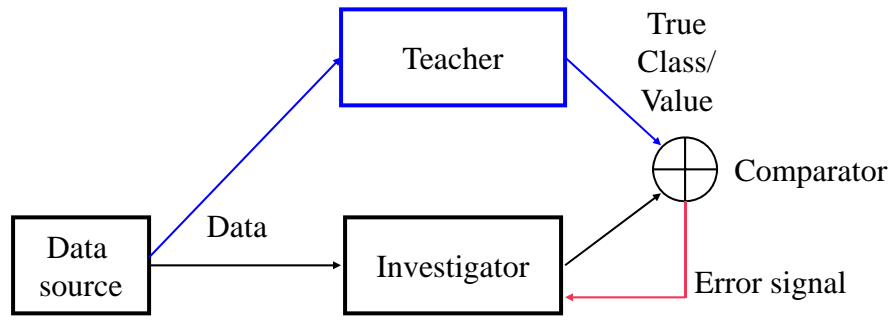 Teacher
True
Class/
Value
Comparator
Data
Data
source
Investigator
Error signal